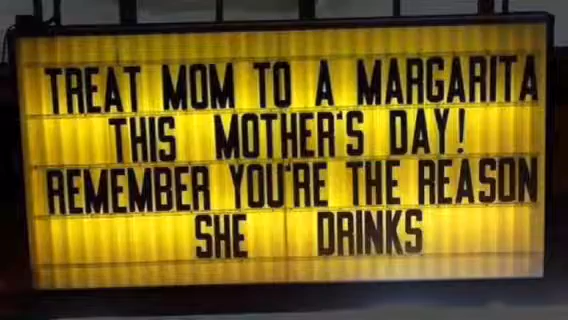 TREAT MOM TO A MARGARITA
THIS MOTHER'S DAY!
REMEMBER YOU'RE THE REASON
SHE DRINKS